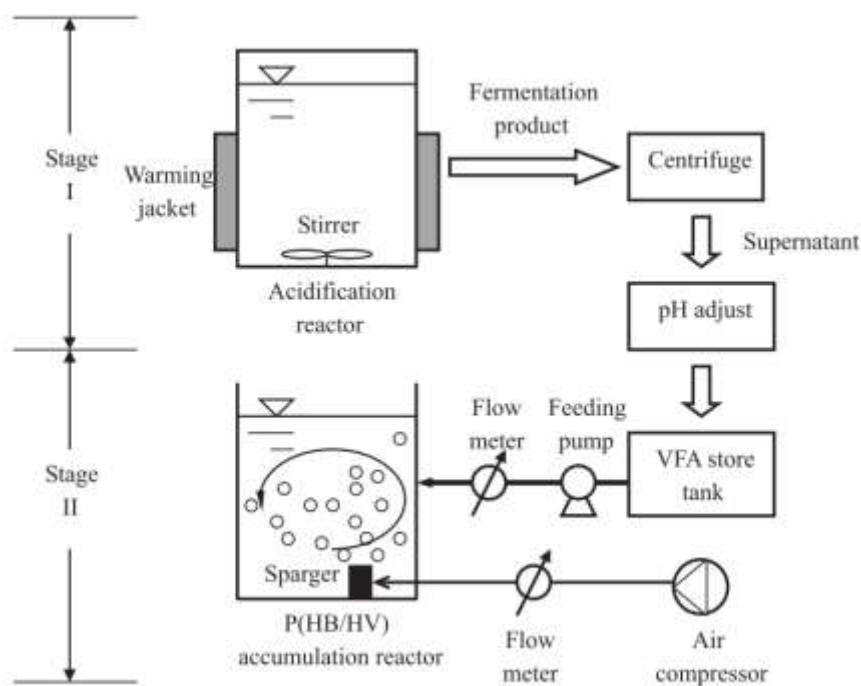 Stage
I
Warming
jacket
Stirrer
Acidification
reactor
Fermentation
product
Centrifuge
Supernatant
pH adjust
Stage
II
Flow
meter
Feeding
pump
VFA store
tank
Sparger
P(HB/HV)
accumulation reactor
Flow
meter
Air
compressor